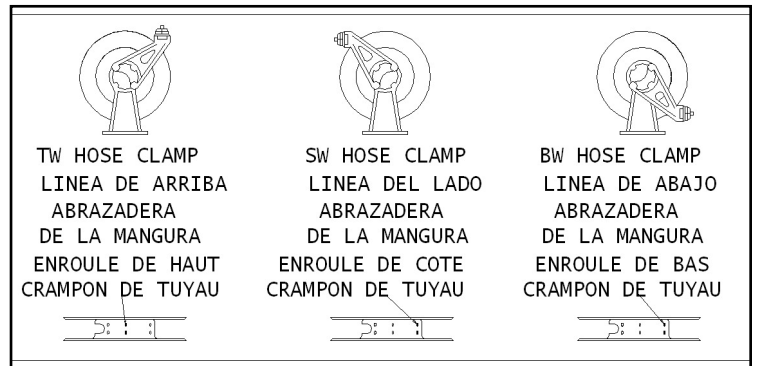 TW HOSE CLAMP
LINEA DE ARRIBA
ABRAZADERA
DE LA MANGURA
ENROULE DE HAUT
CRAMPON DE TUYAU
SW HOSE CLAMP
LINEA DEL LADO
ABRAZADERA
DE LA MANGURA
ENROULE DE COTE
CRAMPON DE TUYAU
BW HOSE CLAMP
LINEA DE ABAJO
ABRAZADERA
DE LA MANGURA
ENROULE DE BAS
CRAMPON DE TUYAU